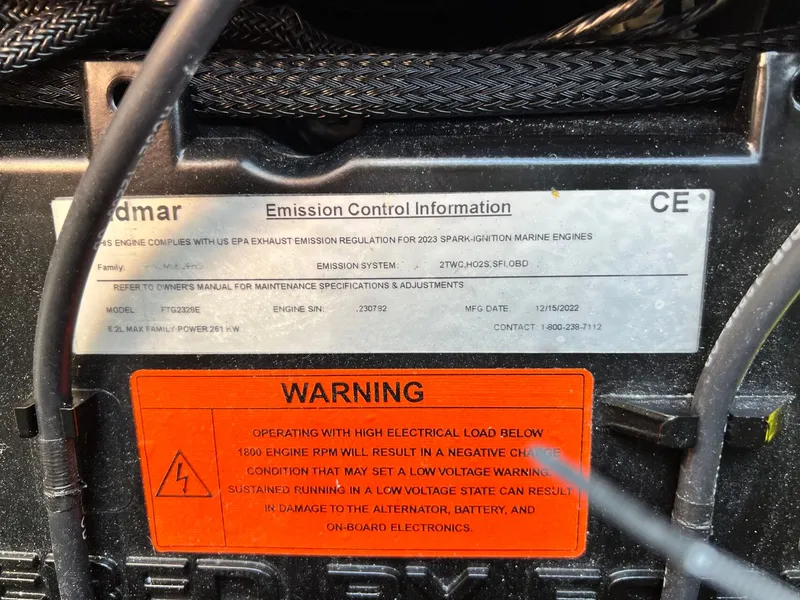 dmar Emission Control Information CE
HIS ENGINE COMPLIES WITH US EPA EXHAUST EMISSION REGULATION FOR 2023 SPARK-IGNITION MARINE ENGINES
Family: EMISSION SYSTEM: 2TWC,HO2S,SFI,OBD
REFER TO OWNER'S MANUAL FOR MAINTENANCE SPECIFICATIONS & ADJUSTMENTS
MODEL FTG2326E ENGINE S/N: 230792 MFG DATE 12/15/2022
6.2L MAX FAMILY POWER 261 KW CONTACT: 1-800-238-7112
WARNING
OPERATING WITH HIGH ELECTRICAL LOAD BELOW
1800 ENGINE RPM WILL RESULT IN A NEGATIVE CHARGE
CONDITION THAT MAY SET A LOW VOLTAGE WARNING.
SUSTAINED RUNNING IN A LOW VOLTAGE STATE CAN RESULT
IN DAMAGE TO THE ALTERNATOR, BATTERY, AND
ON-BOARD ELECTRONICS.
BY